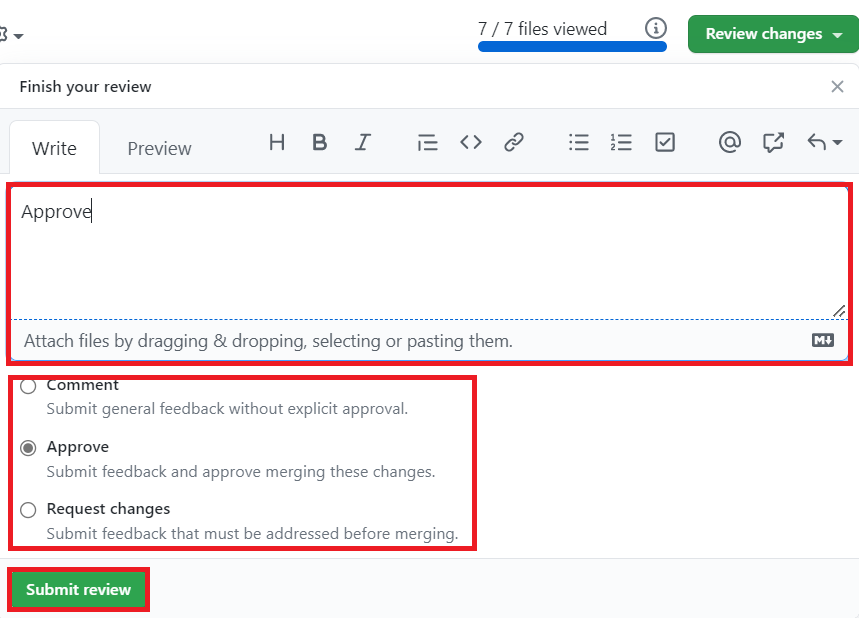 7 / 7 files viewed
Review changes
Finish your review
Write
Preview
H B I
Approve
Attach files by dragging & dropping, selecting or pasting them.
M
Comment
Submit general feedback without explicit approval.
Approve
Submit feedback and approve merging these changes.
Request changes
Submit feedback that must be addressed before merging.
Submit review